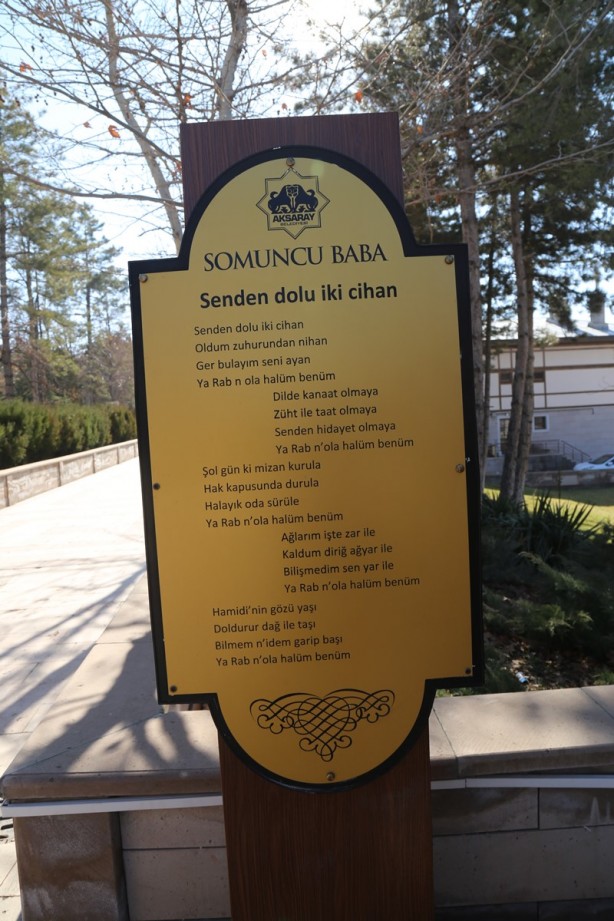 AKSARAY
BELEDİYESİ
SOMUNCU BABA
Senden dolu iki cihan
Senden dolu iki cihan
Oldum zuhurundan nihan
Ger bulayım seni ayan
Ya Rab n ola halüm benüm
Dilde kanaat olmaya
Züht ile taat olmaya
Senden hidayet olmaya
Ya Rab n'ola halüm benüm
Şol gün ki mizan kurula
Hak kapusunda durula
Halayık oda sürüle
Ya Rab n'ola halüm benüm
Ağlarım işte zar ile
Kaldum diriğ ağyar ile
Bilişmedim sen yar ile
Ya Rab n'ola halüm benüm
Hamidi'nin gözü yaşı
Doldurur dağ ile taşı
Bilmem n'idem garip başı
Ya Rab n'ola halüm benüm